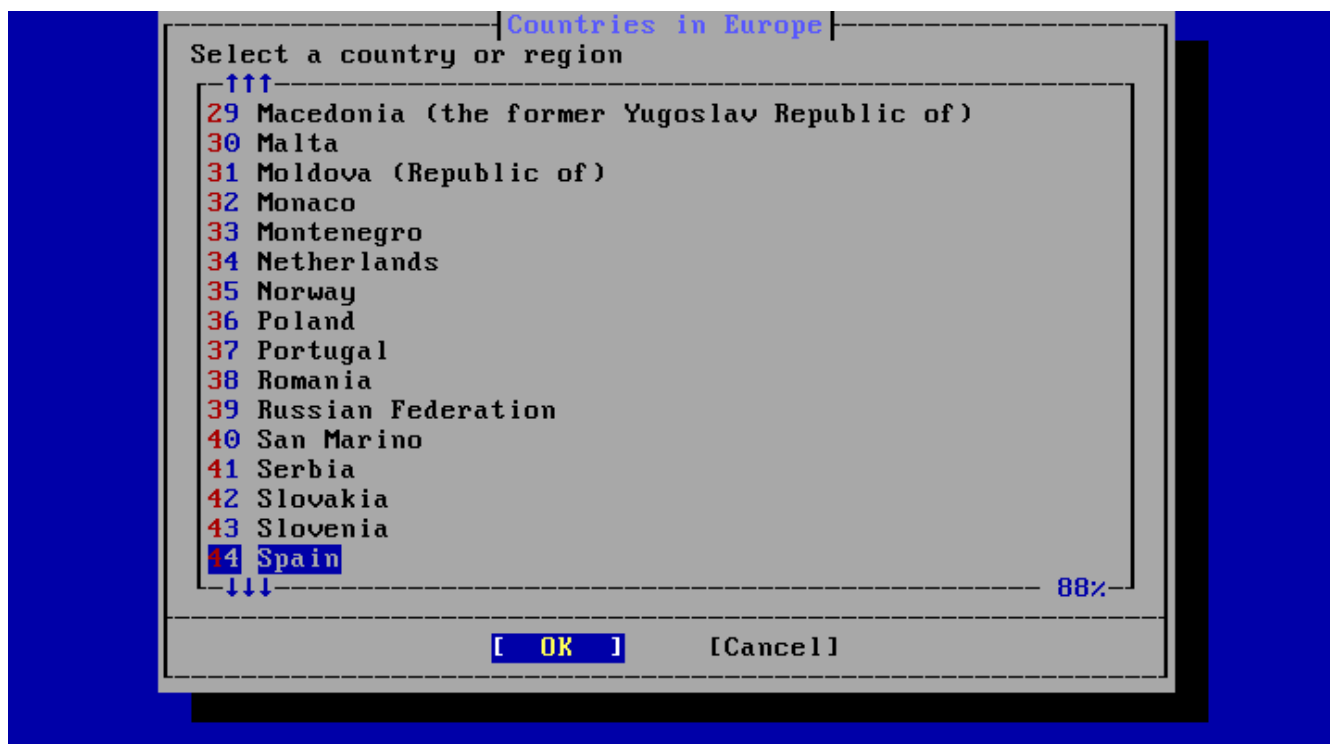 Countries in Europe
Select a country or region
↑↑↑
29 Macedonia (the former Yugoslav Republic of)
30 Malta
31 Moldova (Republic of)
32 Monaco
33 Montenegro
34 Netherlands
35 Norway
36 Poland
37 Portugal
38 Romania
39 Russian Federation
40 San Marino
41 Serbia
42 Slovakia
43 Slovenia
44 Spain
↓↓↓ 88%
[ OK ] [Cancel]